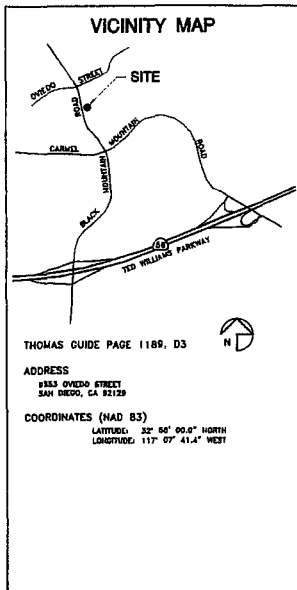 VICINITY MAP
OVIEDO STREET
SITE
ROAD
CARMEL MOUNTAIN ROAD
BLACK MOUNTAIN
56
TED WILLIAMS PARKWAY
THOMAS GUIDE PAGE 1189, D3
N
ADDRESS
OVIEDO STREET
SAN DIEGO, CA 92129
COORDINATES (NAD 83)
LATITUDE: 32° 58' 00.0" NORTH
LONGITUDE: 117° 07' 41.4" WEST